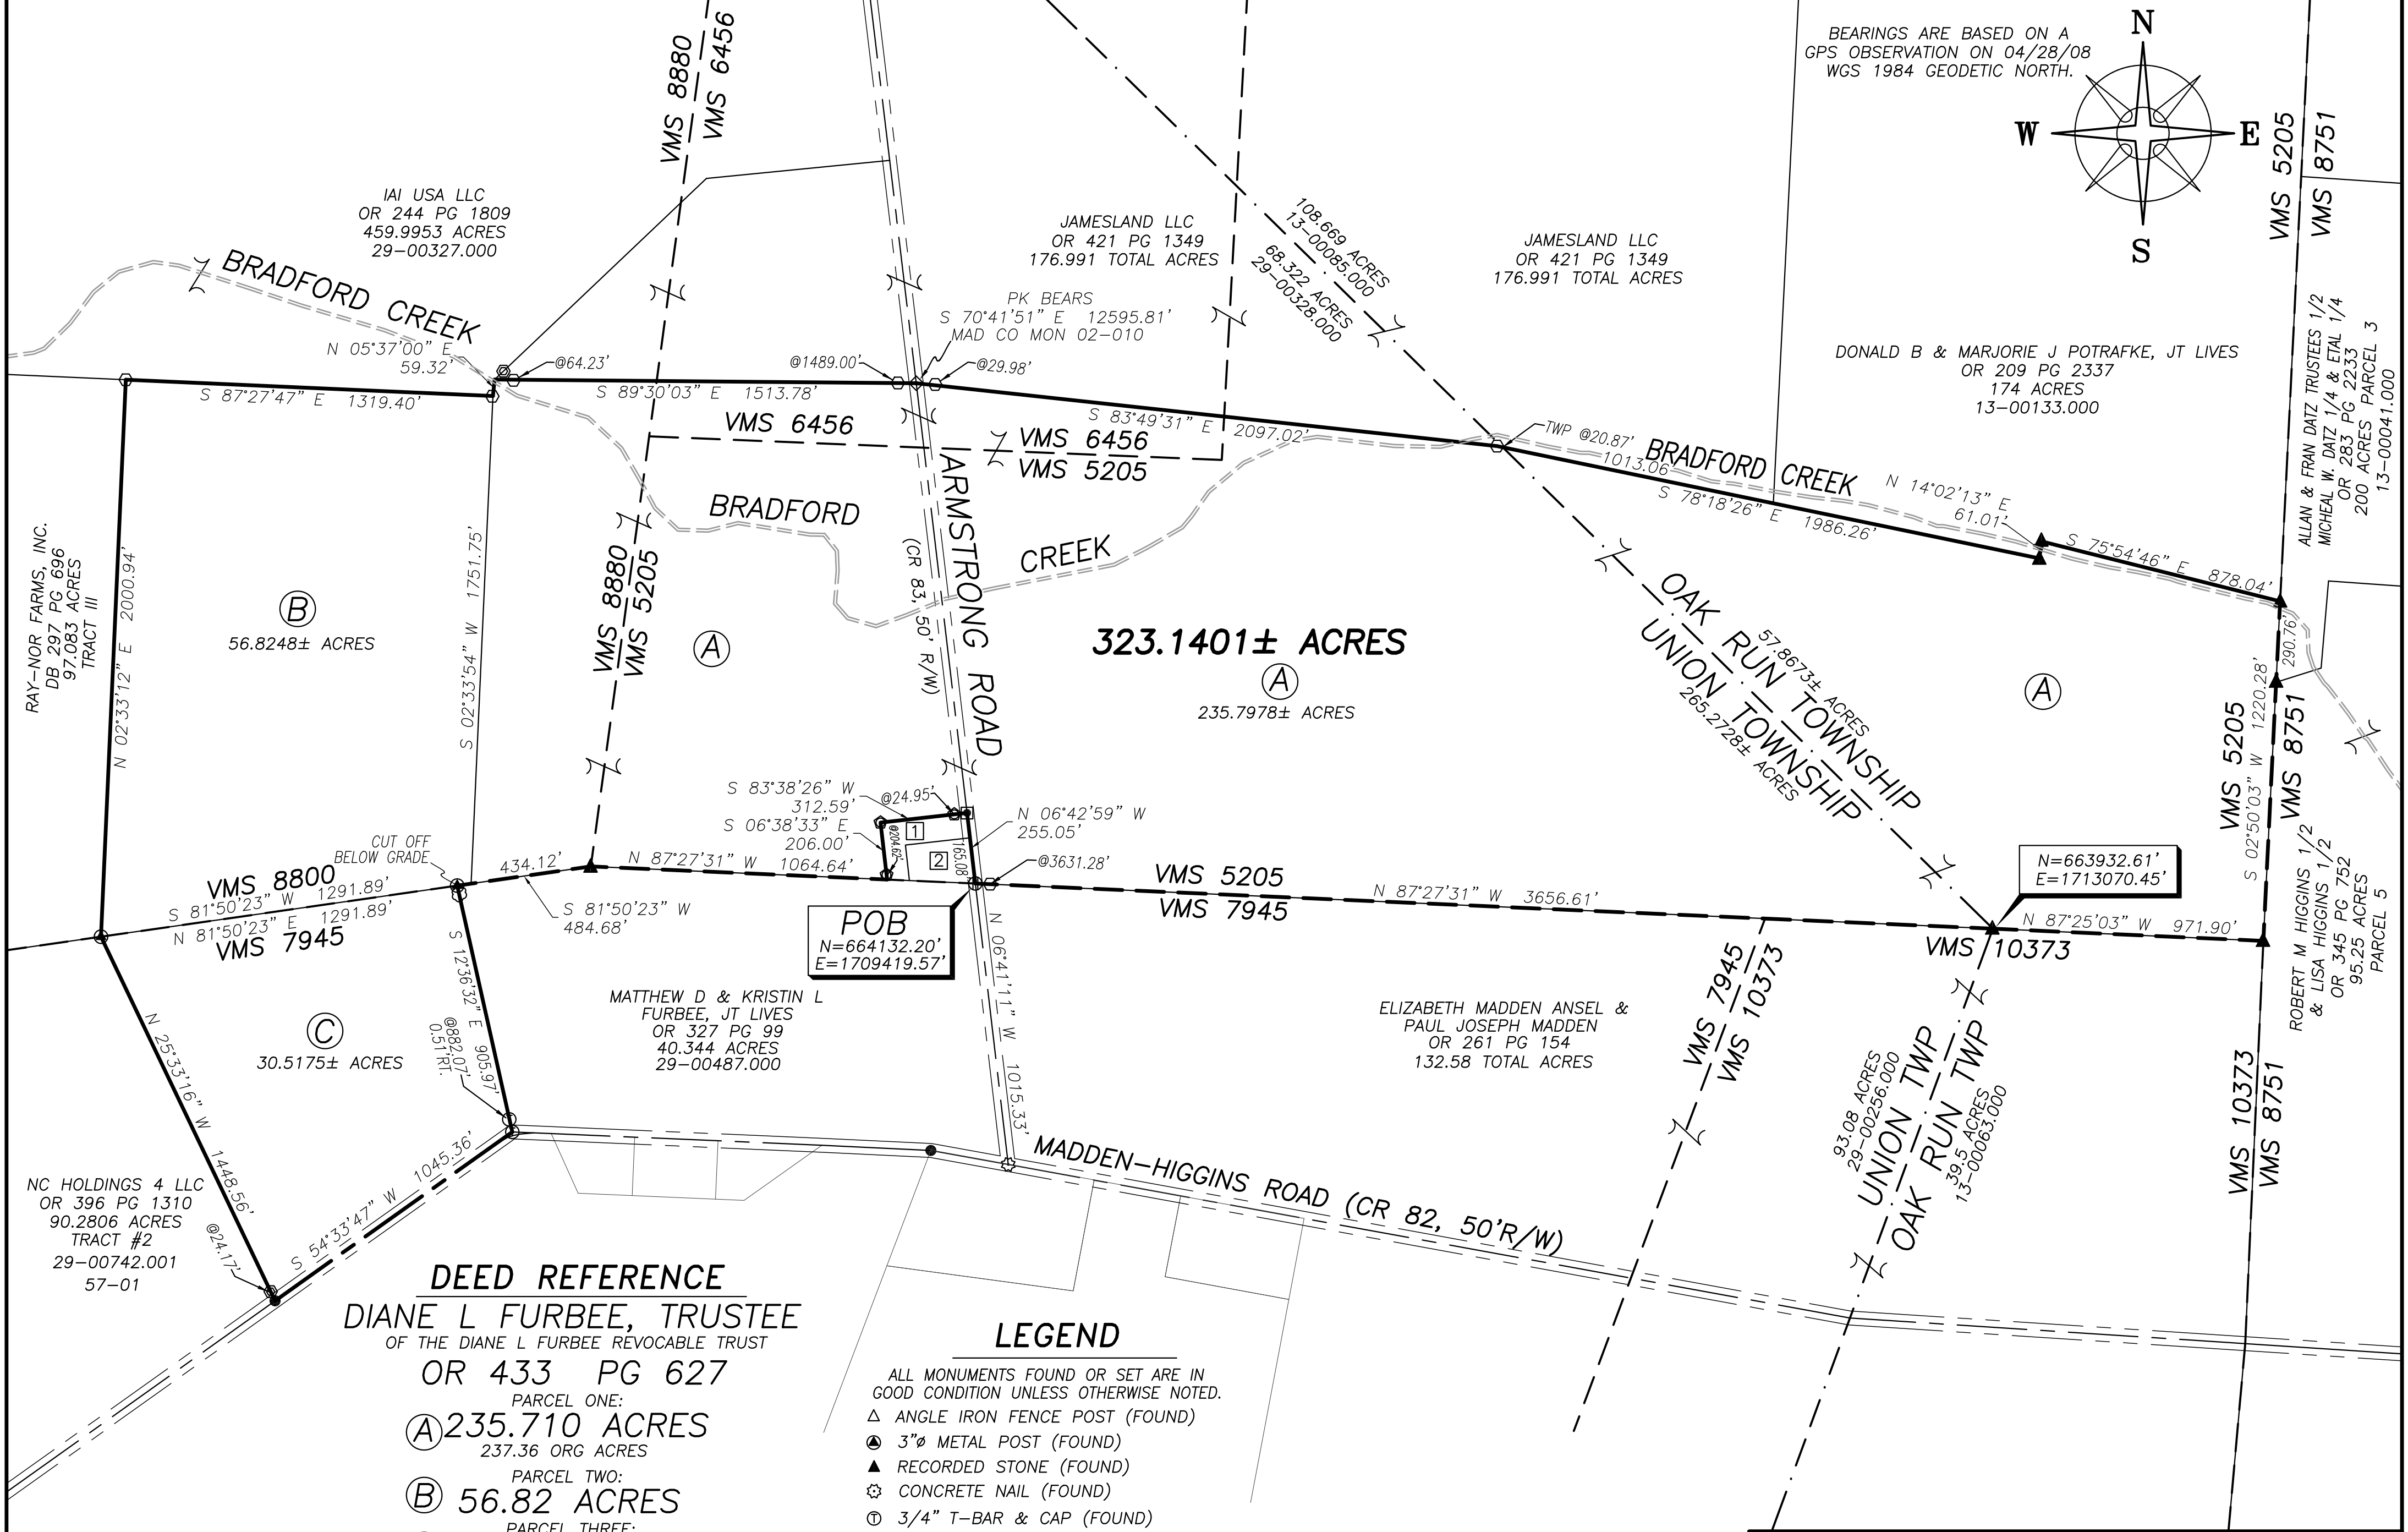 BEARINGS ARE BASED ON A
GPS OBSERVATION ON 04/28/08
WGS 1984 GEODETIC NORTH.
N
W
E
S
VMS 8880
VMS 6456
VMS 5205
VMS 8751
IAI USA LLC
OR 244 PG 1809
459.9953 ACRES
29-00327.000
JAMESLAND LLC
OR 421 PG 1349
176.991 TOTAL ACRES
108.669 ACRES
13-00085.000
68.322 ACRES
29-00328.000
JAMESLAND LLC
OR 421 PG 1349
176.991 TOTAL ACRES
DONALD B & MARJORIE J POTRAFKE, JT LIVES
OR 209 PG 2337
174 ACRES
13-00133.000
ALLAN & FRAN DATZ TRUSTEES 1/2
MICHEAL W. DATZ 1/4 & ETAL 1/4
OR 283 PG 2233
200 ACRES PARCEL 3
13-00041.000
BRADFORD CREEK
N 05°37'00" E
59.32'
@64.23'
@1489.00'
PK BEARS
S 70°41'51" E 12595.81'
MAD CO MON 02-010
@29.98'
S 87°27'47" E 1319.40'
S 89°30'03" E 1513.78'
S 83°49'31" E 2097.02'
TWP @20.87'
1013.06
BRADFORD CREEK
S 78°18'26" E 1986.26'
N 14°02'13" E
61.01'
S 75°54'46" E 878.04'
290.76'
VMS 6456
VMS 6456
VMS 5205
BRADFORD
CREEK
ARMSTRONG ROAD
(CR 83, 50' R/W)
RAY-NOR FARMS, INC.
DB 297 PG 696
97.083 ACRES
TRACT III
N 02°33'12" E 2000.94'
B
56.8248± ACRES
S 02°33'54" W 1751.75'
VMS 8880
VMS 5205
A
323.1401± ACRES
A
235.7978± ACRES
OAK RUN TOWNSHIP
57.8673± ACRES
UNION TOWNSHIP
265.2728± ACRES
A
VMS 5205
VMS 8751
S 02°50'03" W 1220.28'
S 83°38'26" W
312.59'
@24.95'
S 06°38'33" E
206.00'
@204.62'
1
2
165.08'
N 06°42'59" W
255.05'
@3631.28'
CUT OFF
BELOW GRADE
434.12'
N 87°27'31" W 1064.64'
VMS 8800
S 81°50'23" W 1291.89'
N 81°50'23" E 1291.89'
VMS 7945
S 81°50'23" W
484.68'
POB
N=664132.20'
E=1709419.57'
VMS 5205
VMS 7945
N 87°27'31" W 3656.61'
N=663932.61'
E=1713070.45'
N 87°25'03" W 971.90'
VMS 10373
ROBERT M HIGGINS 1/2
& LISA HIGGINS 1/2
OR 345 PG 752
95.25 ACRES
PARCEL 5
S 12°36'32" E 905.97'
@882.07'
0.51'RT.
C
30.5175± ACRES
N 25°33'16" W 1448.56'
@24.17'
S 54°33'47" W 1045.36'
MATTHEW D & KRISTIN L
FURBEE, JT LIVES
OR 327 PG 99
40.344 ACRES
29-00487.000
N 06°41'11" W 1015.33'
ELIZABETH MADDEN ANSEL &
PAUL JOSEPH MADDEN
OR 261 PG 154
132.58 TOTAL ACRES
VMS 7945
VMS 10373
93.08 ACRES
29-00256.000
UNION TWP
OAK RUN TWP
39.5 ACRES
13-00063.000
VMS 10373
VMS 8751
MADDEN-HIGGINS ROAD (CR 82, 50'R/W)
NC HOLDINGS 4 LLC
OR 396 PG 1310
90.2806 ACRES
TRACT #2
29-00742.001
57-01
DEED REFERENCE
DIANE L FURBEE, TRUSTEE
OF THE DIANE L FURBEE REVOCABLE TRUST
OR 433 PG 627
PARCEL ONE:
A 235.710 ACRES
237.36 ORG ACRES
PARCEL TWO:
B 56.82 ACRES
PARCEL THREE:
LEGEND
ALL MONUMENTS FOUND OR SET ARE IN
GOOD CONDITION UNLESS OTHERWISE NOTED.
ANGLE IRON FENCE POST (FOUND)
3"ø METAL POST (FOUND)
RECORDED STONE (FOUND)
CONCRETE NAIL (FOUND)
3/4" T-BAR & CAP (FOUND)